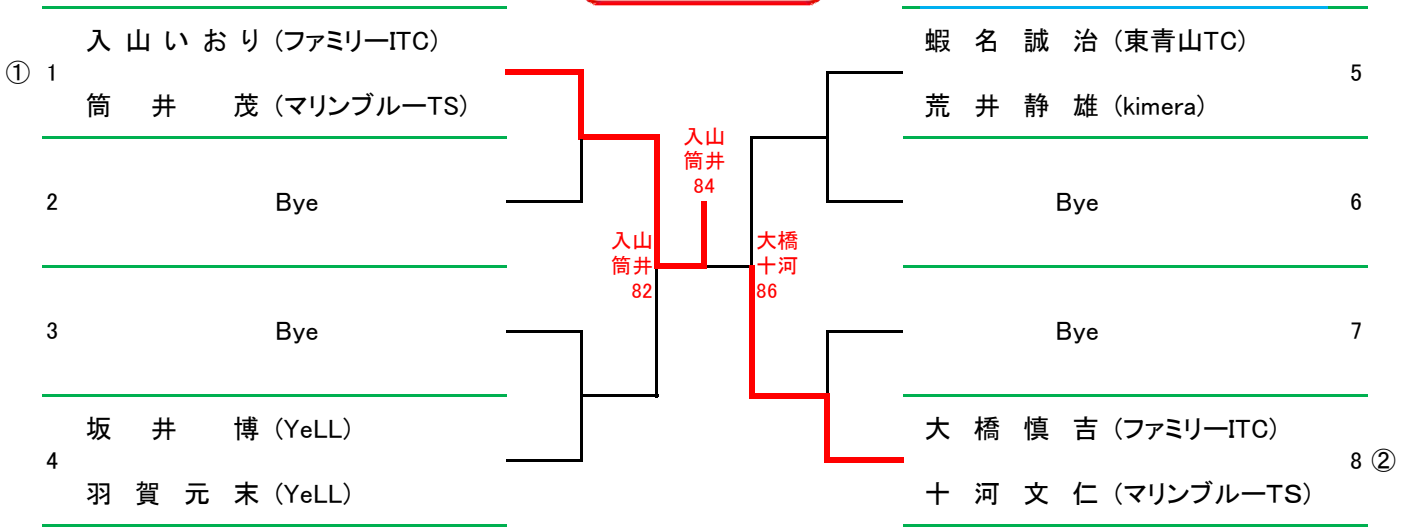 入山いおり (ファミリーITC)
① 1
筒井 茂 (マリンブルーTS)
2 Bye
3 Bye
坂井 博 (YeLL)
4
羽賀元末 (YeLL)
入山
筒井
82
入山
筒井
84
大橋
十河
86
蝦名誠治 (東青山TC)
5
荒井静雄 (kimera)
Bye 6
Bye 7
大橋慎吉 (ファミリーITC)
8 ②
十河文仁 (マリンブルーTS)